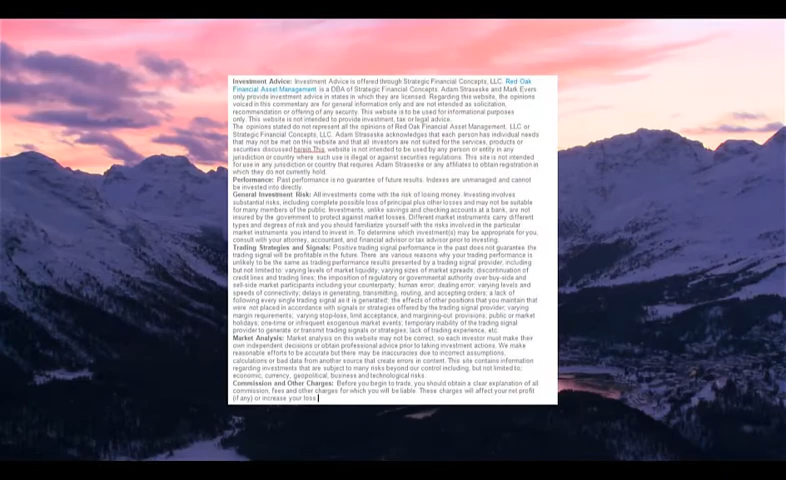 Investment Advice: Investment Advice is offered through Strategic Financial Concepts, LLC. Red Oak
Financial Asset Management, is a DBA of Strategic Financial Concepts, Adam Straseske and Mark Evers
only provide investment advice in states in which they are licensed. Regarding this website, the opinions
voiced in this commentary are for general information only and are not intended as solicitation,
recommendation or offering of any security. This website is to be used for informational purposes
only. This website is not intended to provide investment, tax or legal advice.
The opinions stated do not represent all the opinions of Red Oak Financial Asset Management, LLC or
Strategic Financial Concepts, LLC. Adam Straseske acknowledges that each person has individual needs
that may not be met on this website and that all investors are not suited for the services, products or
securities discussed herein.This, website is not intended to be used by any person or entity in any
jurisdiction or country where such use is illegal or against securities regulations. This site is not intended
for use in any jurisdiction or country that requires Adam Straseske or any affiliates to obtain registration in
which they do not currently hold.
Performance: Past performance is no guarantee of future results. Indexes are unmanaged and cannot
be invested into directly.
General Investment Risk: All investments come with the risk of losing money. Investing involves
substantial risks, including complete possible loss of principal plus other losses and may not be suitable
for many members of the public. Investments, unlike savings and checking accounts at a bank, are not
insured by the government to protect against market losses. Different market instruments carry different
types and degrees of risk and you should familiarize yourself with the risks involved in the particular
market instruments you intend to invest in. To determine which investment(s) may be appropriate for you,
consult with your attorney, accountant, and financial advisor or tax advisor prior to investing.
Trading Strategies and Signals: Positive trading signal performance in the past does not guarantee the
trading signal will be profitable in the future. There are various reasons why your trading performance is
unlikely to be the same as trading performance results presented by a trading signal provider, including
but not limited to: varying levels of market liquidity; varying sizes of market spreads; discontinuation of
credit lines and trading lines; the imposition of regulatory or governmental authority over buy-side and
sell-side market participants including your counterparty; human error; dealing error; varying levels and
speeds of connectivity; delays in generating, transmitting, routing, and accepting orders; a lack of
following every single trading signal as it is generated; the effects of other positions that you maintain that
were not placed in accordance with signals or strategies offered by the trading signal provider; varying
margin requirements; varying stop-loss, limit acceptance, and margining-out provisions; public or market
holidays; one-time or infrequent exogenous market events; temporary inability of the trading signal
provider to generate or transmit trading signals or strategies; lack of trading experience, etc.
Market Analysis: Market analysis on this website may not be correct, so each investor must make their
own independent decisions or obtain professional advice prior to taking investment actions. We make
reasonable efforts to be accurate but there may be inaccuracies due to incorrect assumptions,
calculations or bad data from another source that create errors in content. This site contains information
regarding investments that are subject to many risks beyond our control including, but not limited to;
economic, currency, geopolitical, business and technological risks.
Commission and Other Charges: Before you begin to trade, you should obtain a clear explanation of all
commission, fees and other charges for which you will be liable. These charges will affect your net profit
(if any) or increase your loss